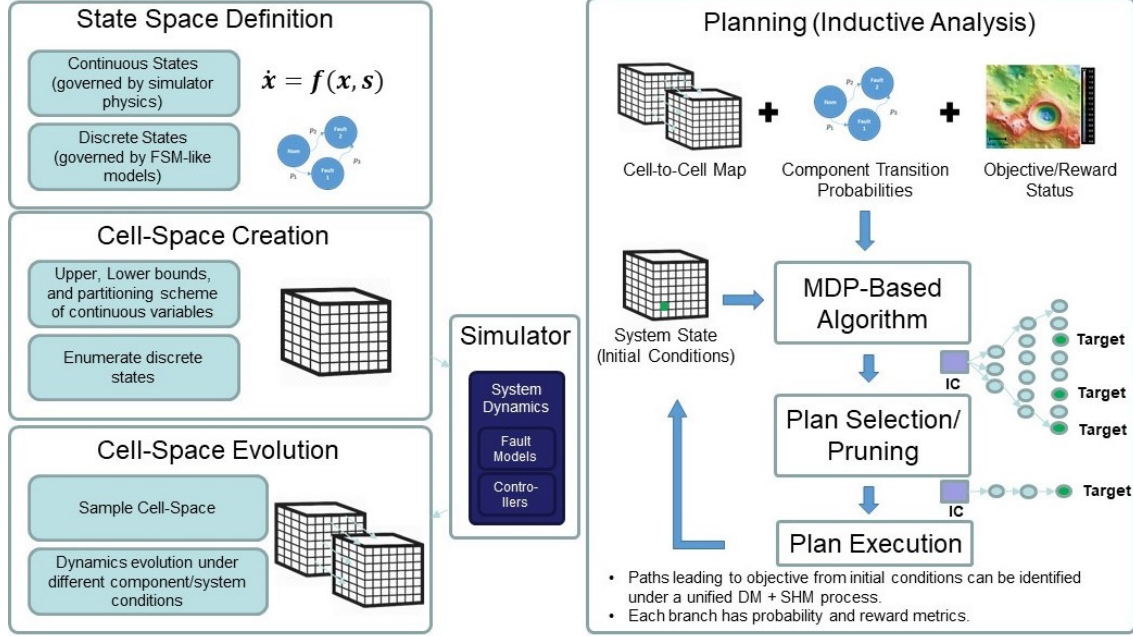 State Space Definition
Continuous States
(governed by simulator
physics)
ẋ = f(x, s)
Discrete States
(governed by FSM-like
models)
Nom
Fault
2
Fault
1
P₁
P₂
P₃
Cell-Space Creation
Upper, Lower bounds,
and partitioning scheme
of continuous variables
Enumerate discrete
states
Cell-Space Evolution
Sample Cell-Space
Dynamics evolution under
different component/system
conditions
Simulator
System
Dynamics
Fault
Models
Contro-
llers
Planning (Inductive Analysis)
Nom
Fault
2
Fault
1
P₁
P₂
P₃
Cell-to-Cell Map
Component Transition
Probabilities
Objective/Reward
Status
System State
(Initial Conditions)
MDP-Based
Algorithm
IC
Target
Target
Target
Plan Selection/
Pruning
IC
Target
Plan Execution
• Paths leading to objective from initial conditions can be identified
under a unified DM + SHM process.
• Each branch has probability and reward metrics.